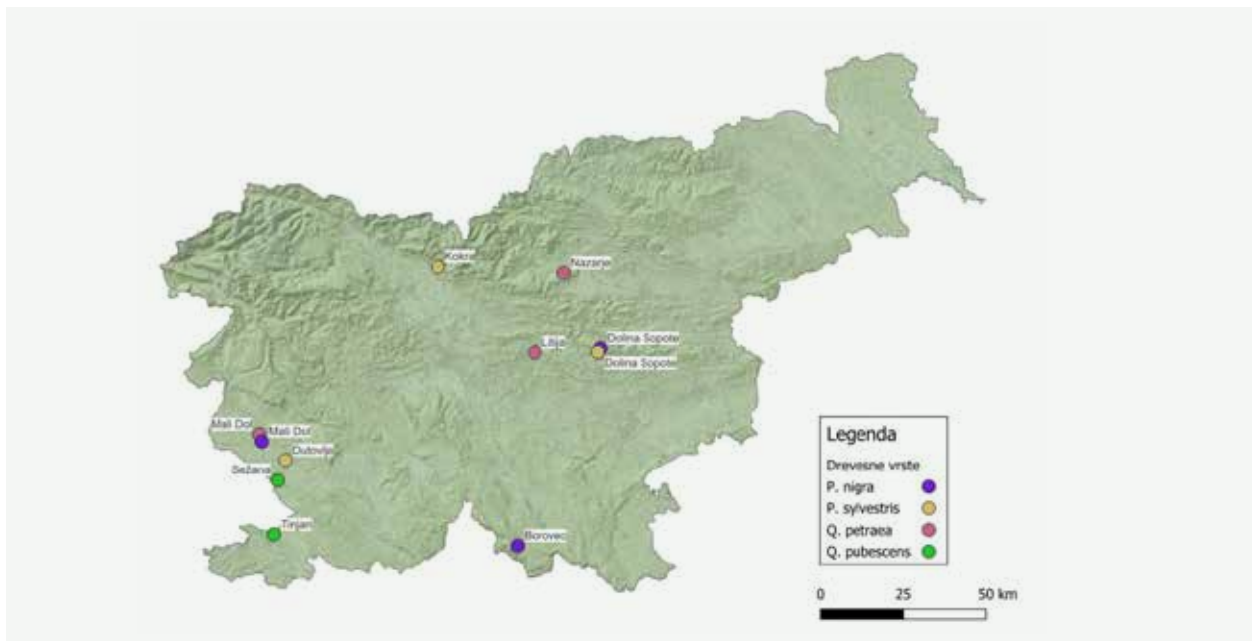 Kokra
Nazarje
Dolina Sopote
Litija
Dolina Sopote
Mali Dol
Mali Dol
Dutovlje
Sežana
Tinjan
Borovec
Legenda
Drevesne vrste
P. nigra
P. sylvestris
Q. petraea
Q. pubescens
0 25 50 km